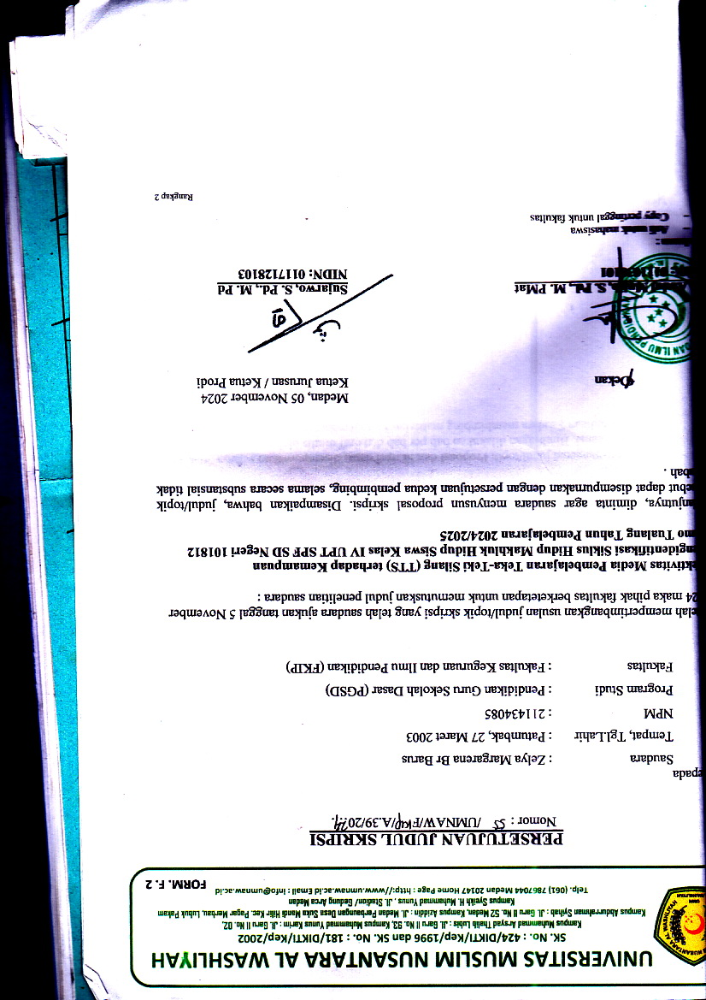 UNIVERSITAS MUSLIM NUSANTARA AL WASHLIYAH
SK. No. : 424/DIKTI/Kep/1996 dan SK. No. : 181/DIKTI/Kep/2002
Kampus Muhammad Arsyad Thalib Lubis : Jl. Garu II No. 93, Kampus Muhammad Yunus Karim : Jl. Garu II No. 02,
Kampus Abdurrahman Syihab : Jl. Garu II No. 52 Medan, Kampus Aziddin : Jl. Medan Perbaungan Desa Suka Mandi Hilir Kec. Pagar Merbau, Lubuk Pakam
Kampus Syeikh H. Muhammad Yunus . Jl. Stadion/ Gedung Arca Medan
Telp. (061) 7867044 Medan 20147 Home Page : http://www.umnaw.ac.id Email : info@umnaw.ac.id
FORM. F. 2
PERSETUJUAN JUDUL SKRIPSI
Nomor : 55 /UMNAW/FKIP/A.39/2024.
epada
Saudara : Zelya Margarena Br Barus
Tempat, Tgl.Lahir : Patumbak, 27 Maret 2003
NPM : 211434085
Program Studi : Pendidikan Guru Sekolah Dasar (PGSD)
Fakultas : Fakultas Keguruan dan Ilmu Pendidikan (FKIP)
elah mempertimbangkan usulan judul/topik skripsi yang telah saudara ajukan tanggal 5 November
24 maka pihak fakultas berketetapan untuk memutuskan judul penelitian saudara :
ektivitas Media Pembelajaran Teka-Teki Silang (TTS) terhadap Kemampuan
ngidentifikasi Siklus Hidup Makhluk Hidup Siswa Kelas IV UPT SPF SD Negeri 101812
mo Tualang Tahun Pembelajaran 2024/2025
anjutnya, diminta agar saudara menyusun proposal skripsi. Disampaikan bahwa, judul/topik
ebut dapat disempurnakan dengan persetujuan kedua pembimbing, selama secara substansial tidak
ubah .
Medan, 05 November 2024
Dekan
Ketua Jurusan / Ketua Prodi
S. Pd., M. PMat
Sujarwo, S. Pd., M. Pd
NIDN: 0117128103
- Asli untuk mahasiswa
- Copy pertinggal untuk fakultas
Rangkap 2